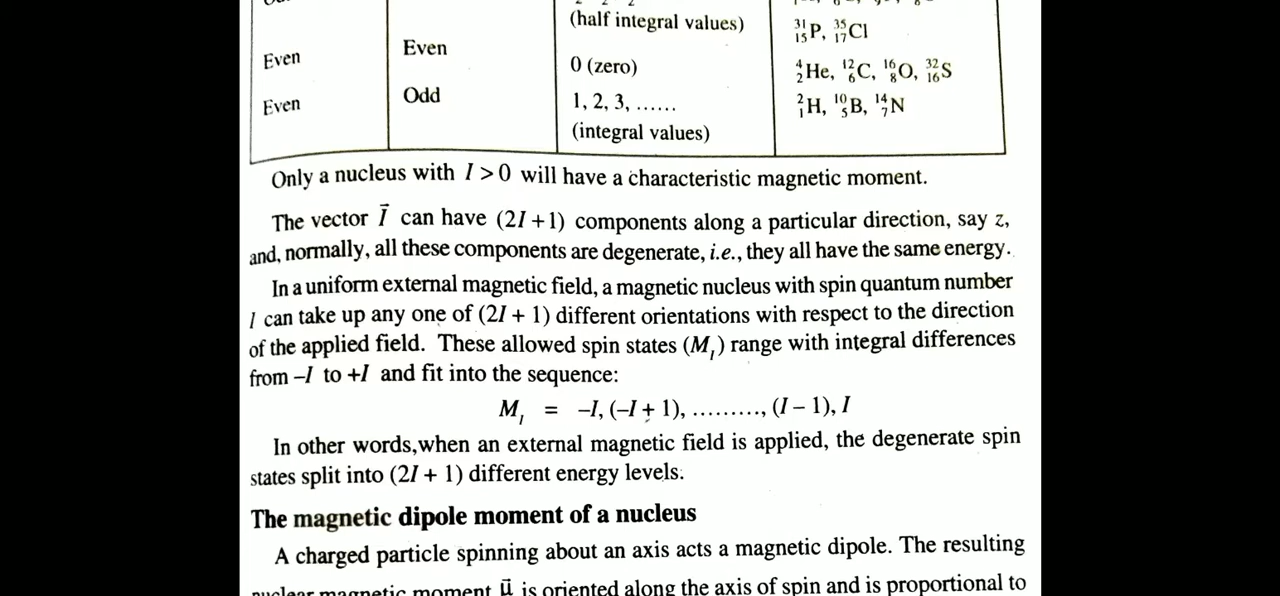 (half integral values) ³¹₁₅P, ³⁵₁₇Cl
Even Even 0 (zero) ⁴₂He, ¹²₆C, ¹⁶₈O, ³²₁₆S
Even Odd 1, 2, 3, ...... ²₁H, ¹⁰₅B, ¹⁴₇N
(integral values)
Only a nucleus with I > 0 will have a characteristic magnetic moment.
The vector I⃗ can have (2I + 1) components along a particular direction, say z,
and, normally, all these components are degenerate, i.e., they all have the same energy.
In a uniform external magnetic field, a magnetic nucleus with spin quantum number
I can take up any one of (2I + 1) different orientations with respect to the direction
of the applied field. These allowed spin states (M_I) range with integral differences
from –I to +I and fit into the sequence:
M_I = –I, (–I + 1), ........., (I – 1), I
In other words,when an external magnetic field is applied, the degenerate spin
states split into (2I + 1) different energy levels.
The magnetic dipole moment of a nucleus
A charged particle spinning about an axis acts a magnetic dipole. The resulting
nuclear magnetic moment μ⃗ is oriented along the axis of spin and is proportional to